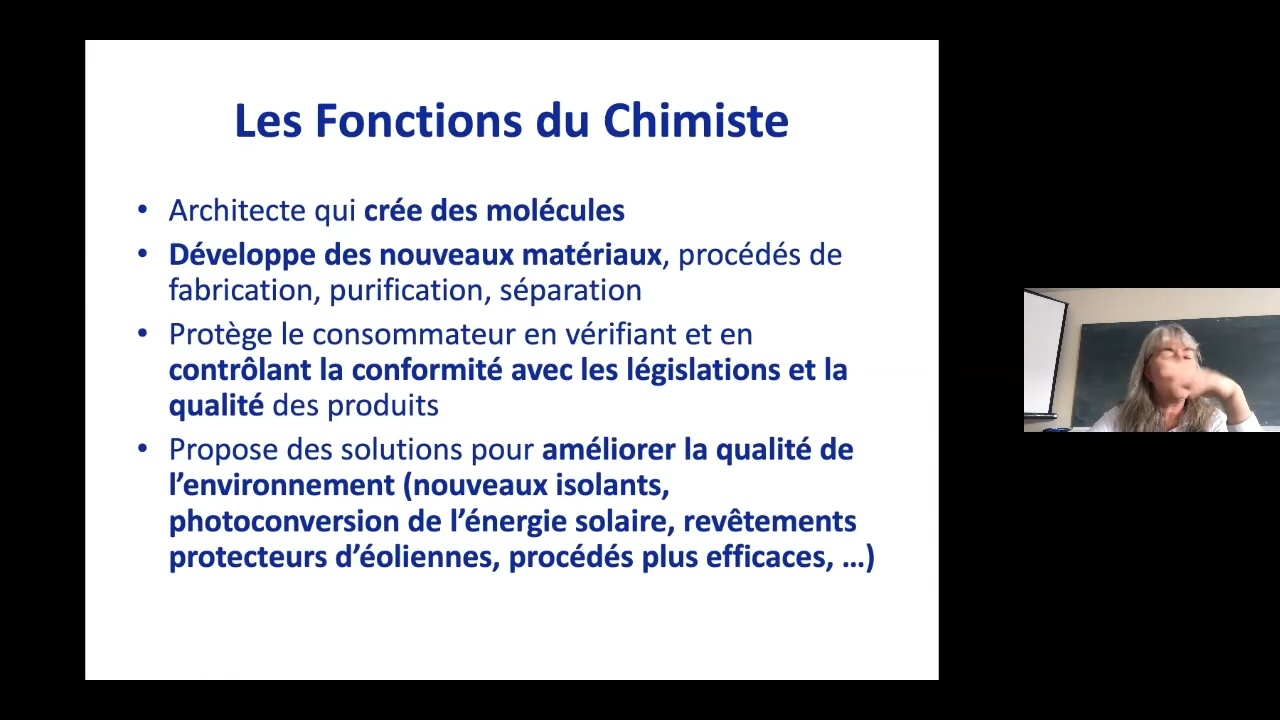 Les Fonctions du Chimiste
• Architecte qui crée des molécules
• Développe des nouveaux matériaux, procédés de
fabrication, purification, séparation
• Protège le consommateur en vérifiant et en
contrôlant la conformité avec les législations et la
qualité des produits
• Propose des solutions pour améliorer la qualité de
l’environnement (nouveaux isolants,
photoconversion de l’énergie solaire, revêtements
protecteurs d’éoliennes, procédés plus efficaces, …)